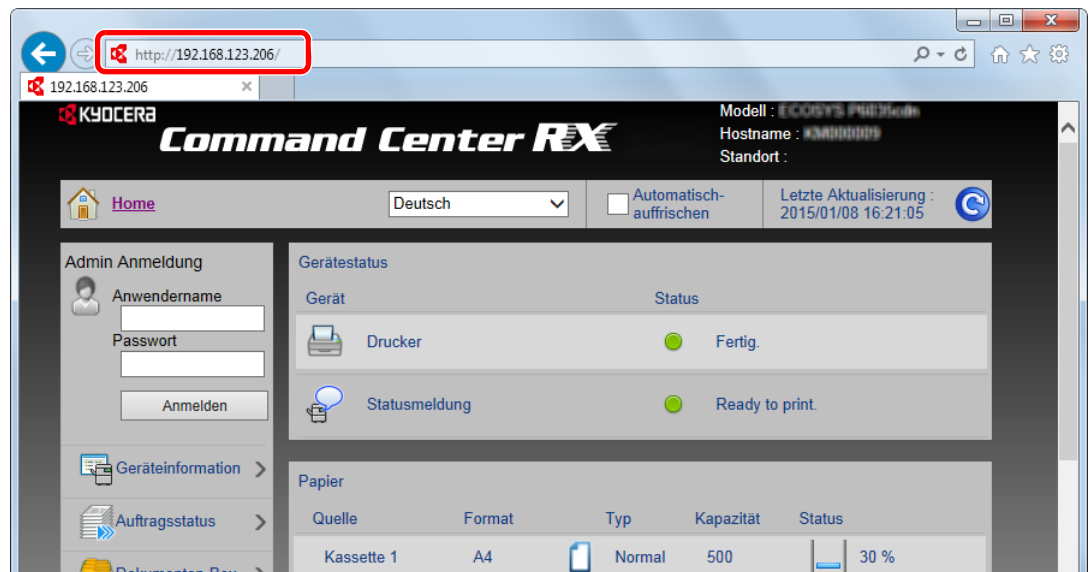 http://192.168.123.206/
192.168.123.206
KYOCERA
Command Center RX
Modell :
Hostname :
Standort :
Home
Deutsch
Automatisch-
auffrischen
Letzte Aktualisierung :
2015/01/08 16:21:05
Admin Anmeldung
Anwendername
Passwort
Anmelden
Geräteinformation
Auftragsstatus
Dokumenten Box
Gerätestatus
Gerät Status
Drucker Fertig.
Statusmeldung Ready to print.
Papier
Quelle Format Typ Kapazität Status
Kassette 1 A4 Normal 500 30 %